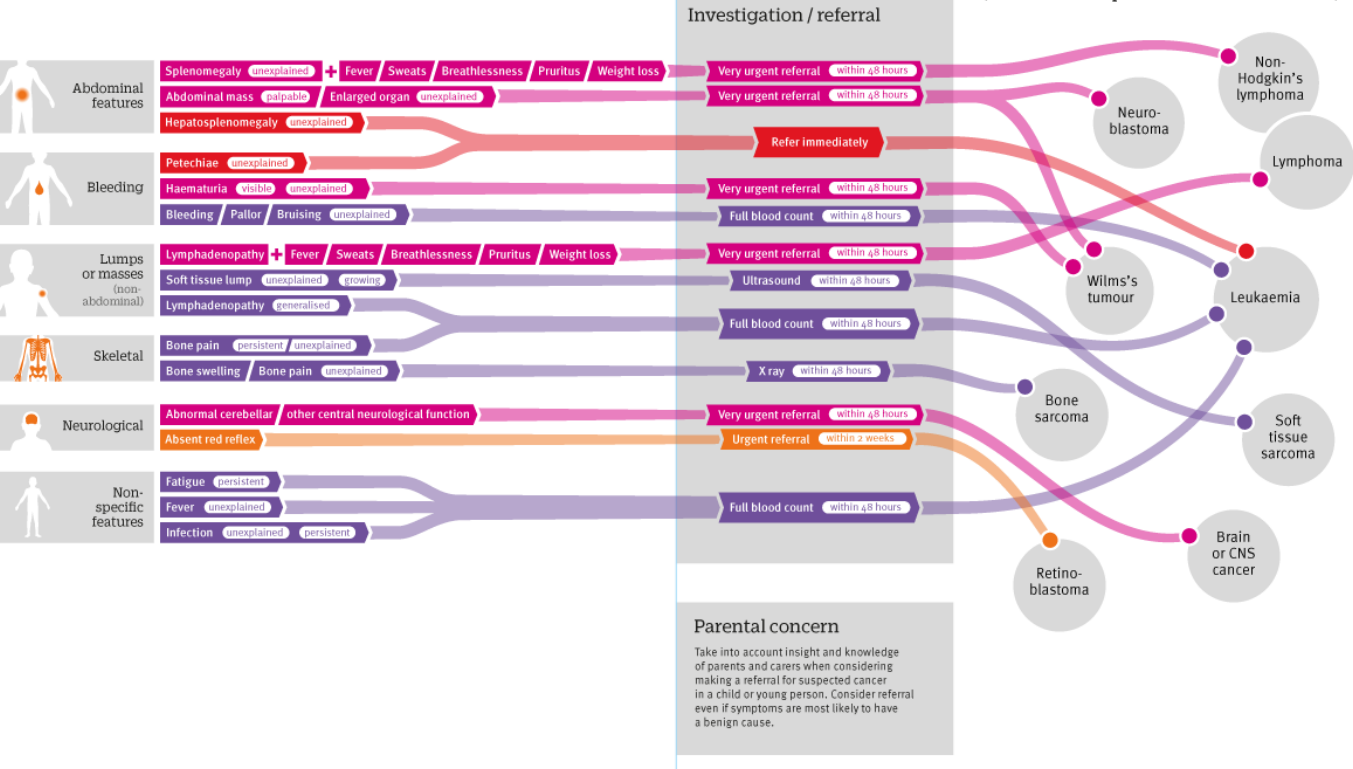 Investigation / referral
Abdominal
features
Splenomegaly unexplained + Fever Sweats Breathlessness Pruritus Weight loss
Very urgent referral within 48 hours
Abdominal mass palpable / Enlarged organ unexplained
Very urgent referral within 48 hours
Hepatosplenomegaly unexplained
Refer immediately
Bleeding
Petechiae unexplained
Haematuria visible unexplained
Very urgent referral within 48 hours
Bleeding / Pallor / Bruising unexplained
Full blood count within 48 hours
Lumps
or masses
(non-
abdominal)
Lymphadenopathy + Fever Sweats Breathlessness Pruritus Weight loss
Very urgent referral within 48 hours
Soft tissue lump unexplained growing
Ultrasound within 48 hours
Lymphadenopathy generalised
Full blood count within 48 hours
Skeletal
Bone pain persistent / unexplained
Bone swelling / Bone pain unexplained
X ray within 48 hours
Neurological
Abnormal cerebellar / other central neurological function
Very urgent referral within 48 hours
Absent red reflex
Urgent referral within 2 weeks
Non-
specific
features
Fatigue persistent
Fever unexplained
Full blood count within 48 hours
Infection unexplained persistent
Non-
Hodgkin's
lymphoma
Neuro-
blastoma
Lymphoma
Wilms's
tumour
Leukaemia
Bone
sarcoma
Soft
tissue
sarcoma
Brain
or CNS
cancer
Retino-
blastoma
Parental concern
Take into account insight and knowledge
of parents and carers when considering
making a referral for suspected cancer
in a child or young person. Consider referral
even if symptoms are most likely to have
a benign cause.